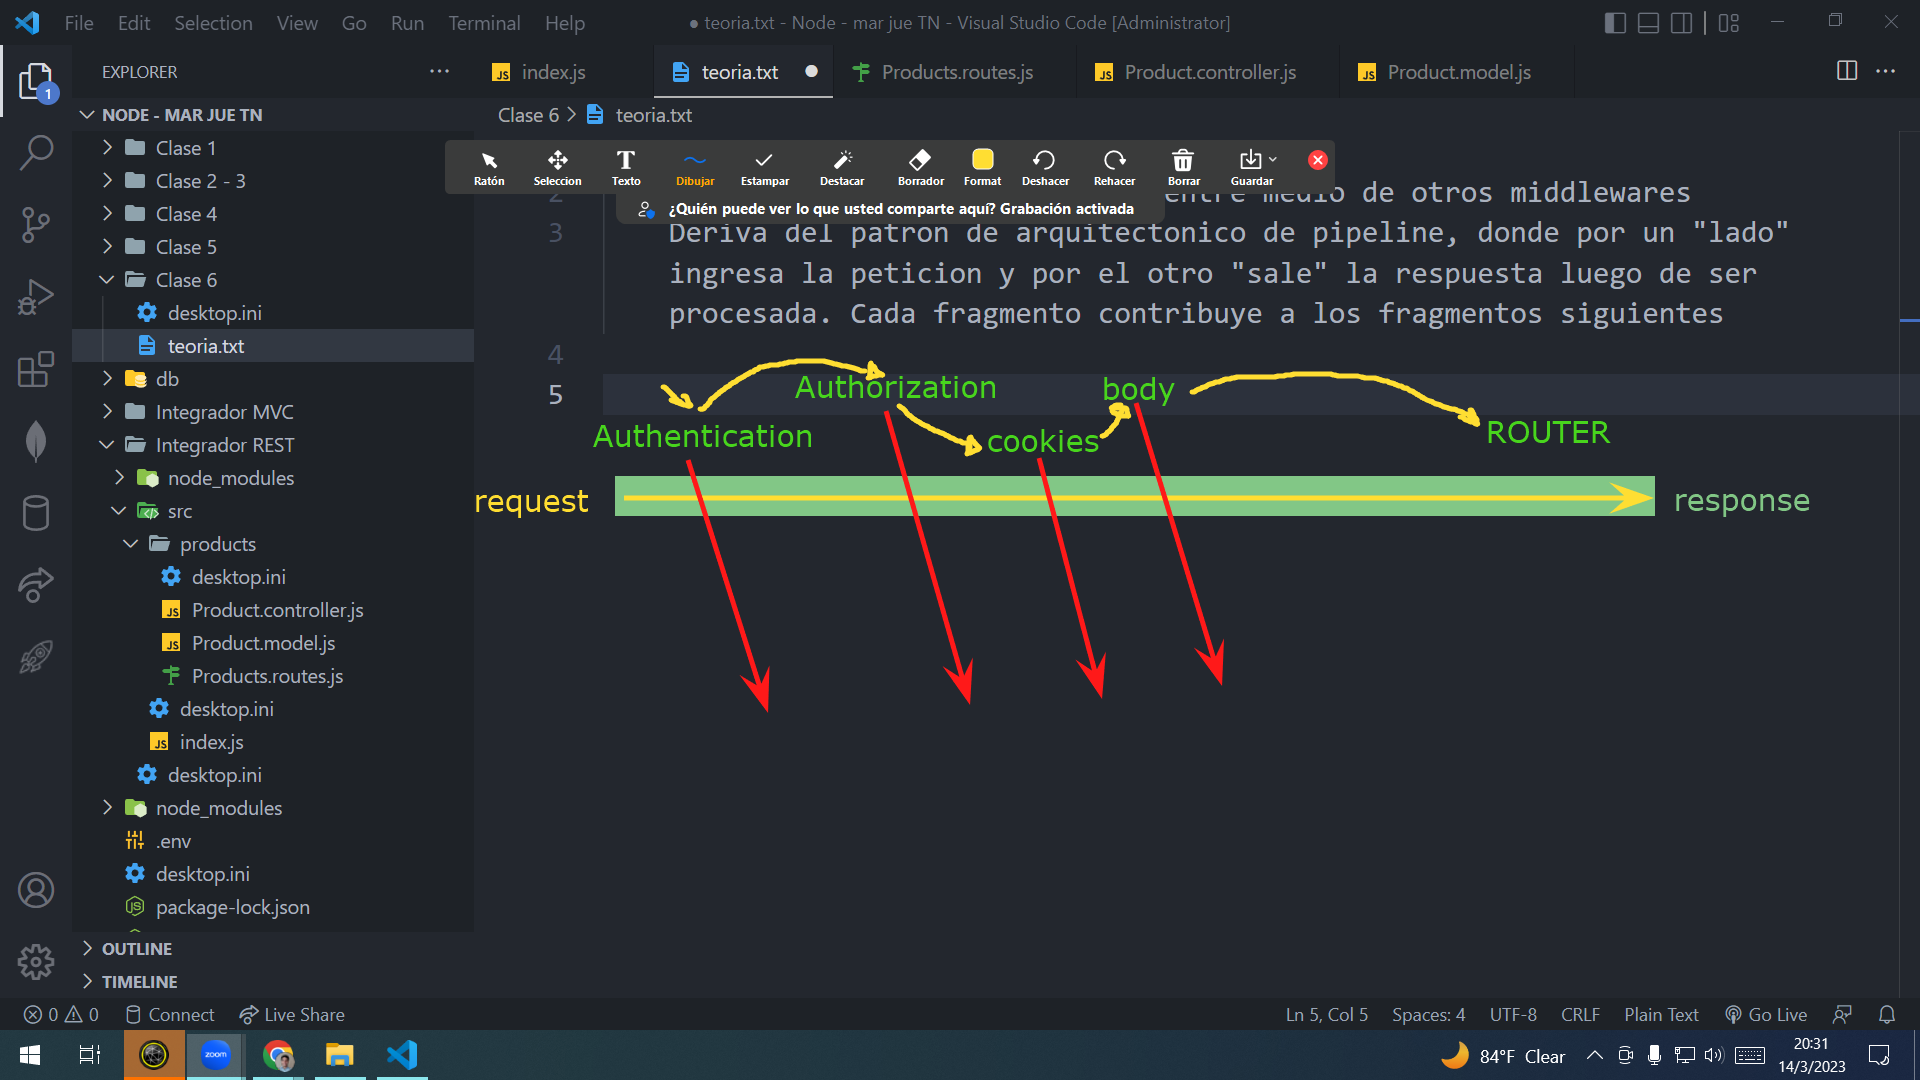 File Edit Selection View Go Run Terminal Help
● teoria.txt - Node - mar jue TN - Visual Studio Code [Administrator]
EXPLORER
index.js
teoria.txt
Products.routes.js
Product.controller.js
Product.model.js
NODE - MAR JUE TN
Clase 6 > teoria.txt
Clase 1
Clase 2 - 3
Clase 4
Clase 5
Clase 6
desktop.ini
teoria.txt
db
Integrador MVC
Integrador REST
node_modules
src
products
desktop.ini
Product.controller.js
Product.model.js
Products.routes.js
desktop.ini
index.js
desktop.ini
node_modules
.env
desktop.ini
package-lock.json
OUTLINE
TIMELINE
Ratón Seleccion Texto Dibujar Estampar Destacar Borrador Format Deshacer Rehacer Borrar Guardar
¿Quién puede ver lo que usted comparte aquí? Grabación activada
2 entre medio de otros middlewares
3 Deriva del patron de arquitectonico de pipeline, donde por un "lado"
ingresa la peticion y por el otro "sale" la respuesta luego de ser
procesada. Cada fragmento contribuye a los fragmentos siguientes
4
5
Authorization
body
Authentication
cookies
ROUTER
request
response
0 0 Connect Live Share
Ln 5, Col 5 Spaces: 4 UTF-8 CRLF Plain Text Go Live
1
zoom
84°F Clear
20:31
14/3/2023